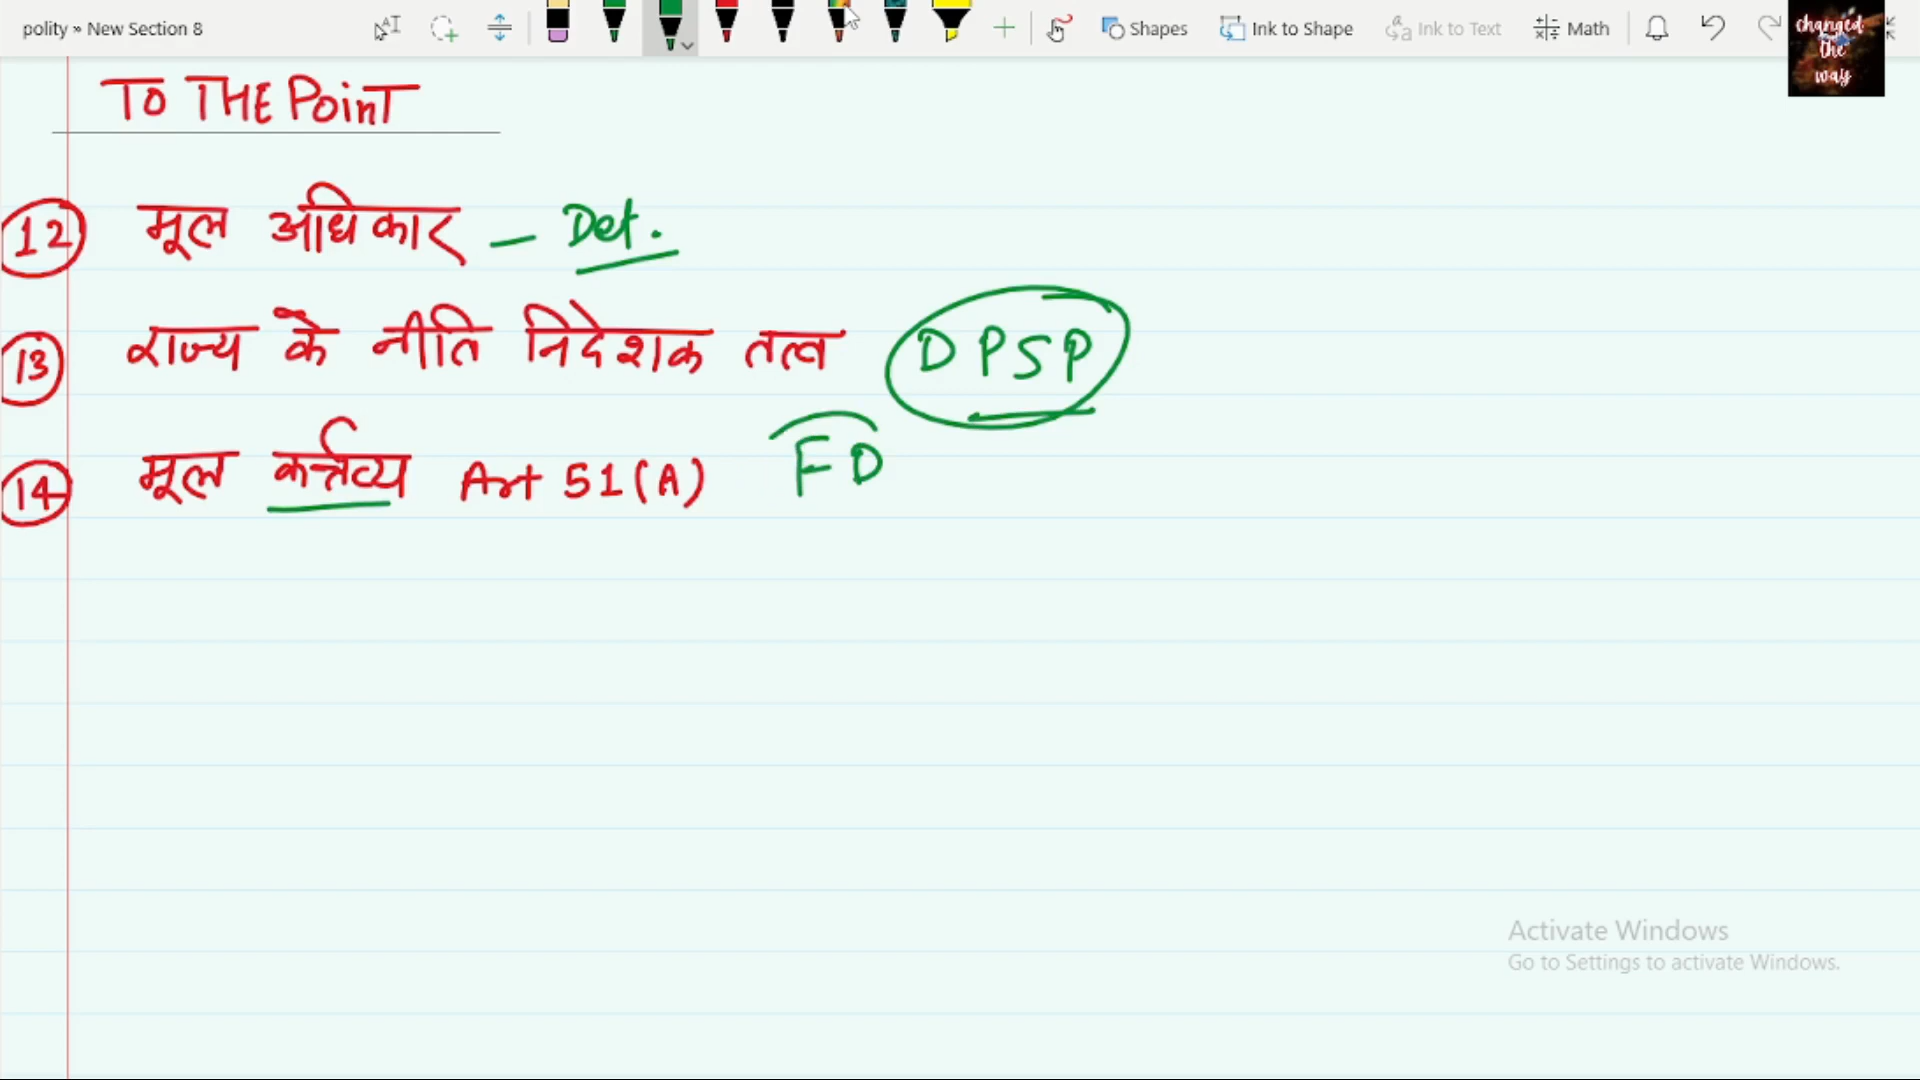 polity » New Section 8
Shapes
Ink to Shape
Ink to Text
Math
changed
the
way
TO THE PoinT
12 मूल अधिकार - Det.
13 राज्य के नीति निदेशक तत्व DPSP
14 मूल कर्त्तव्य Art 51(A) FD
Activate Windows
Go to Settings to activate Windows.